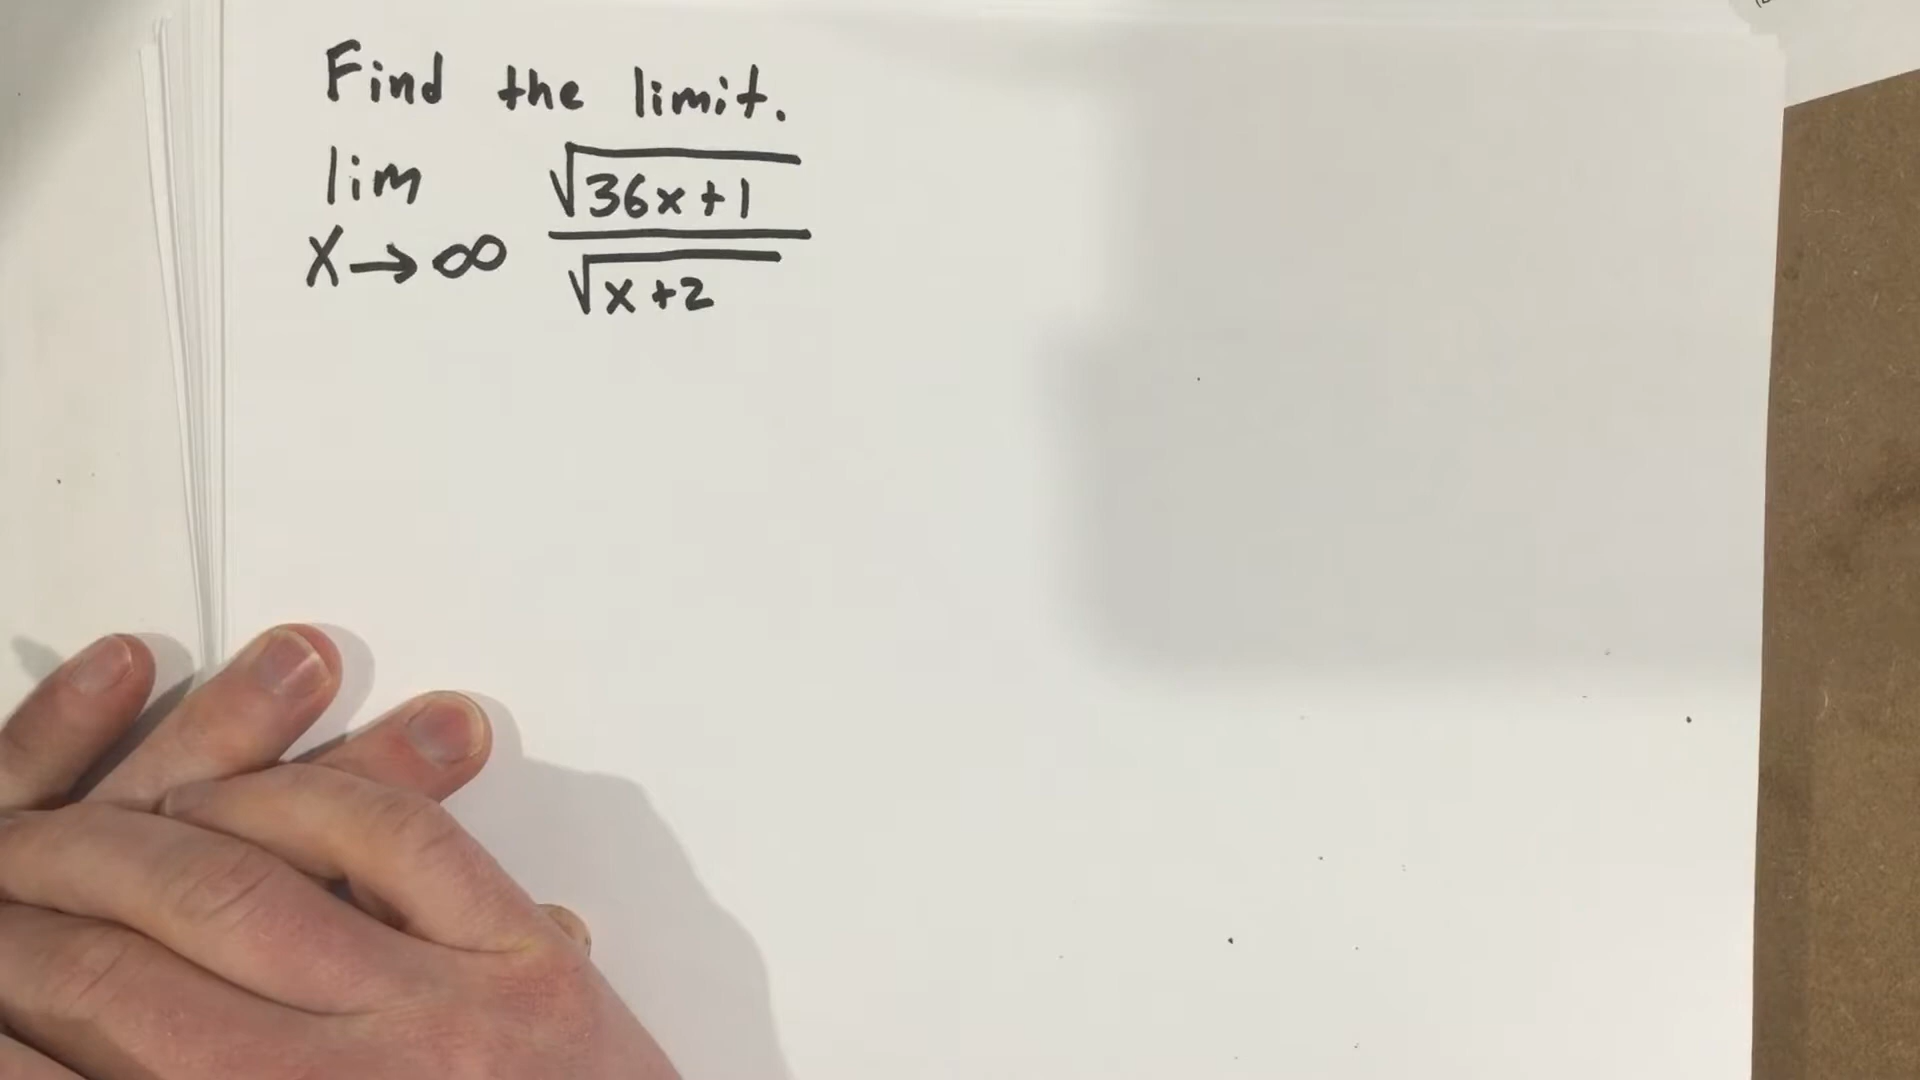 Find the limit.
lim x→∞ √(36x+1) / √(x+2)